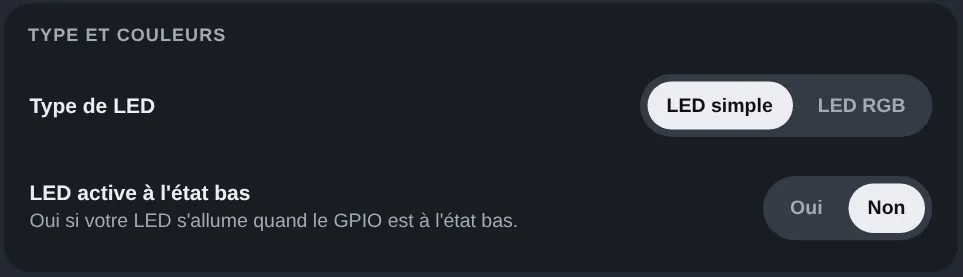 TYPE ET COULEURS
Type de LED
LED simple
LED RGB
LED active à l'état bas
Oui si votre LED s'allume quand le GPIO est à l'état bas.
Oui
Non